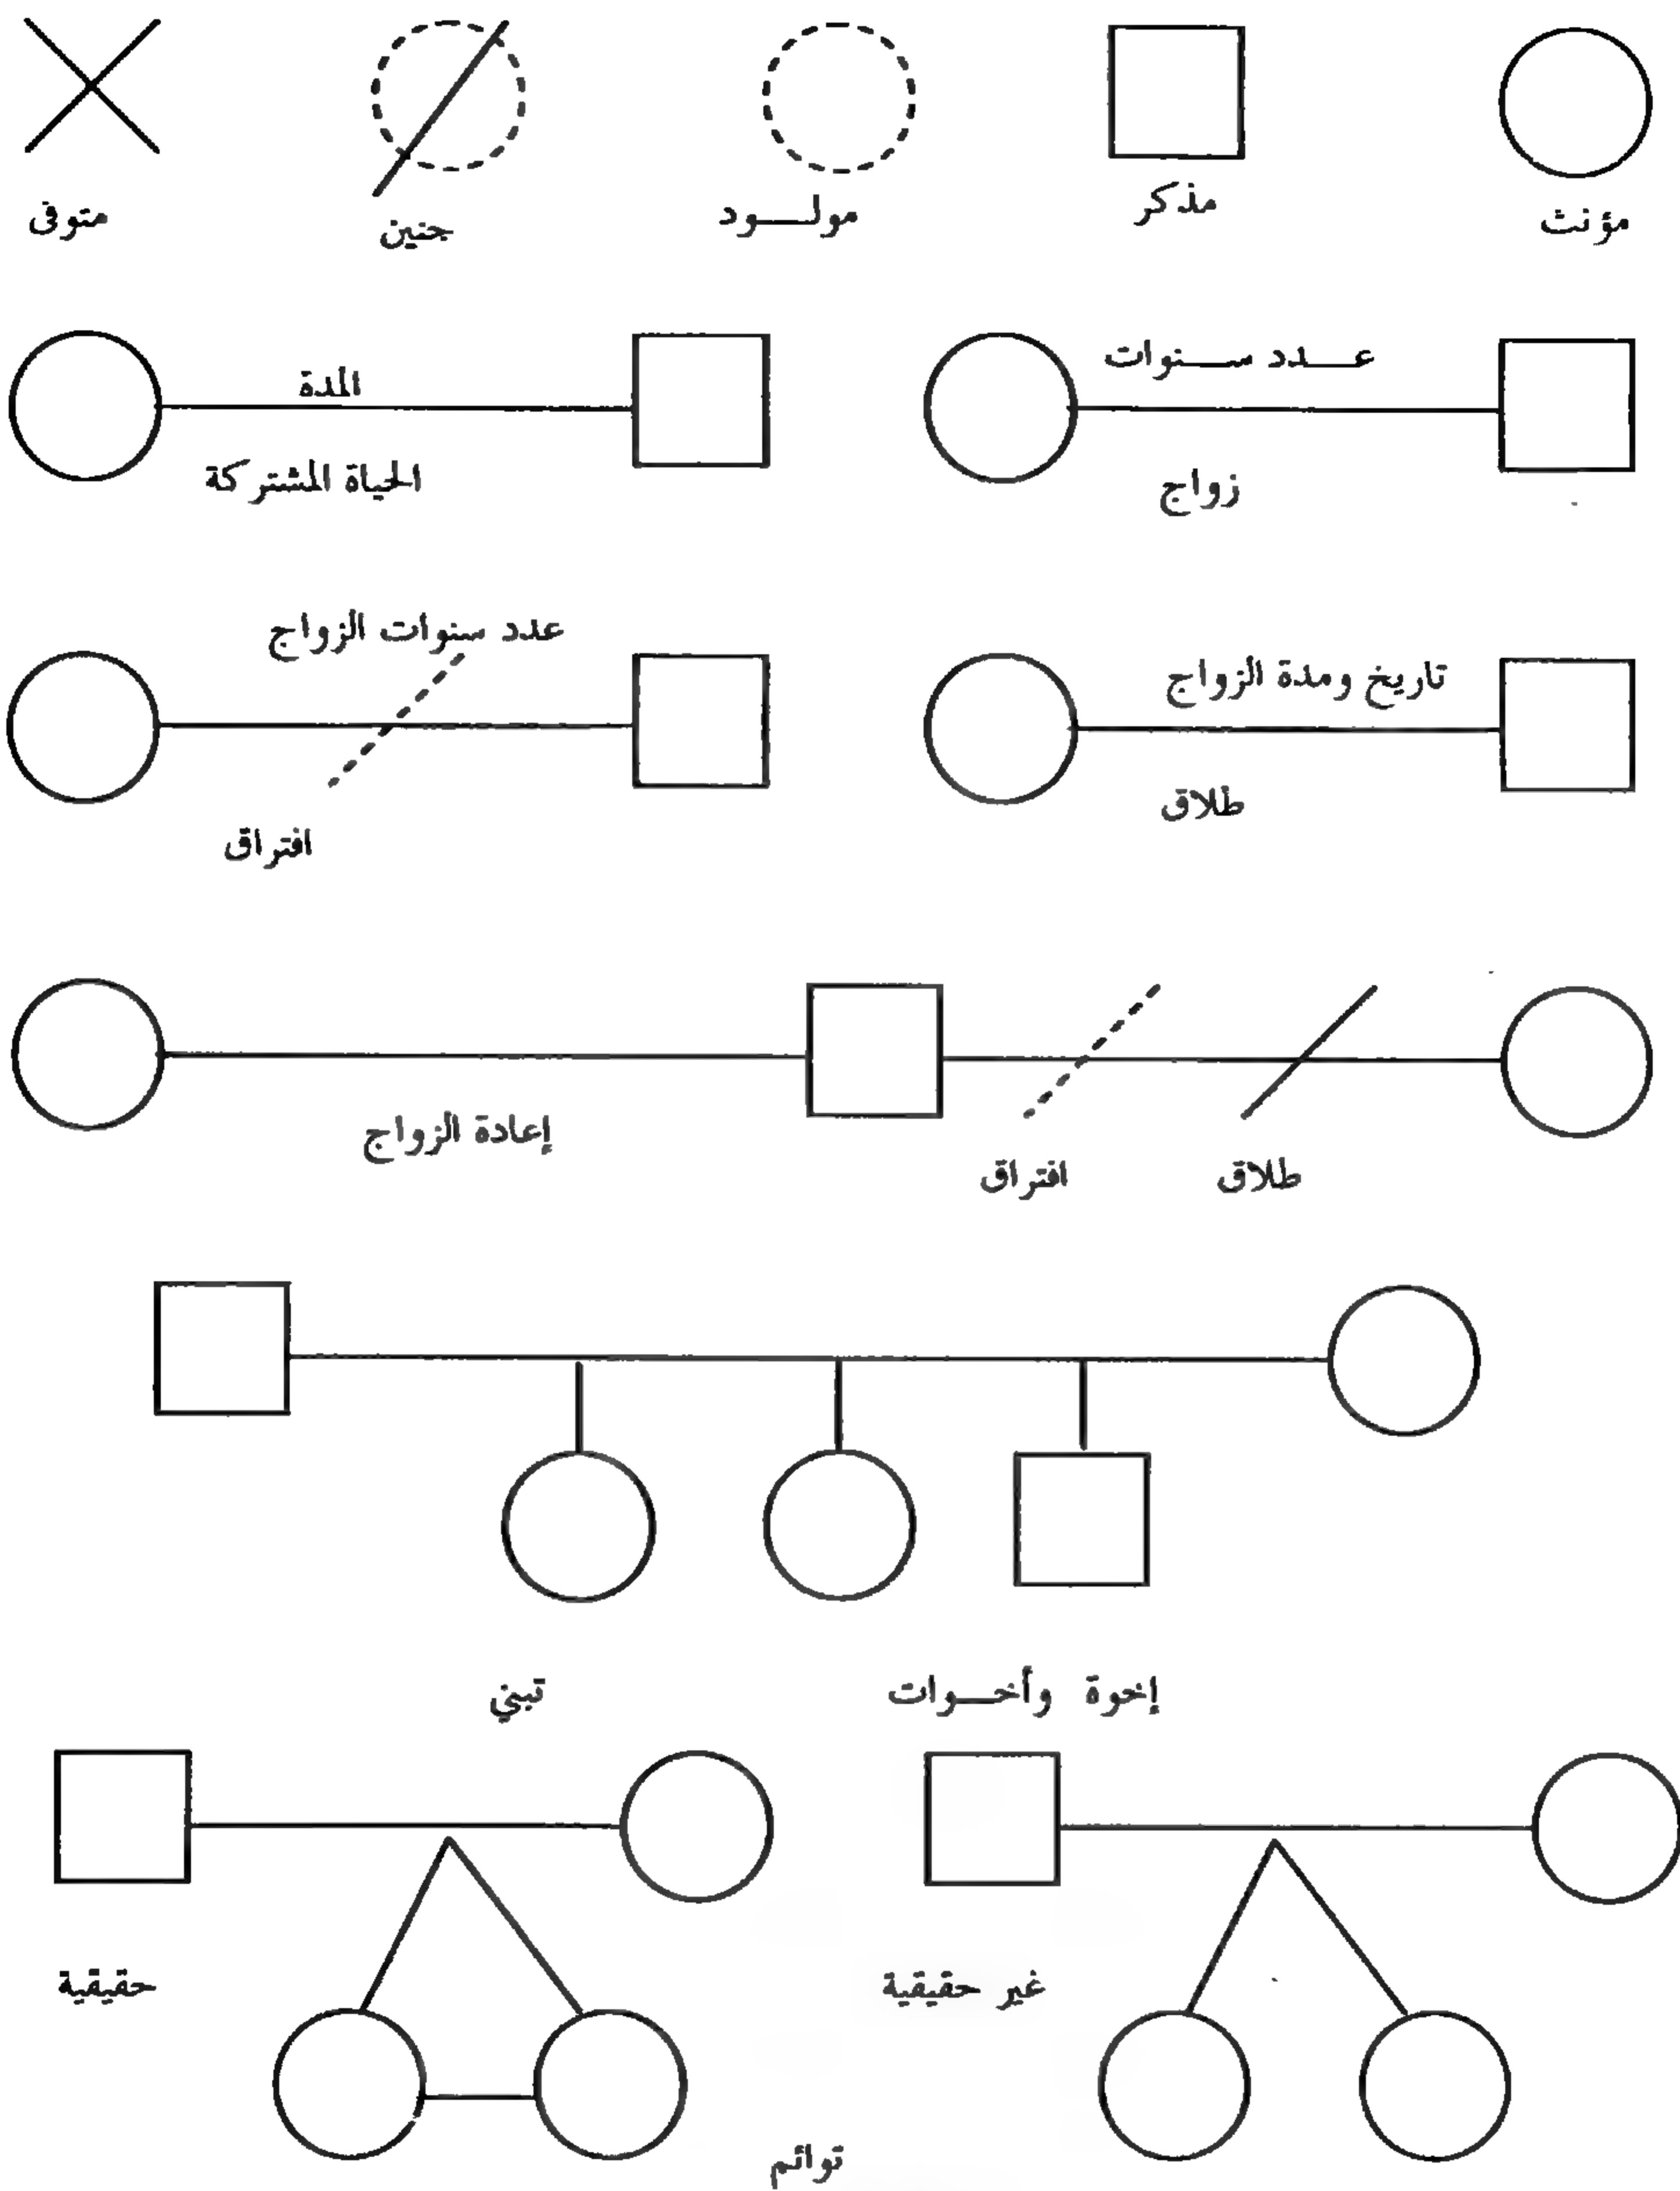 مؤنث
مذكر
مولـــود
جنين
متوفى
عـــدد ســـنوات
زواج
المدة
الحياة المشتركة
تاريخ ومدة الزواج
طلاق
عدد سنوات الزواج
افتراق
طلاق
افتراق
إعادة الزواج
إخوة وأخـــوات
تبني
غير حقيقية
حقيقية
توائم